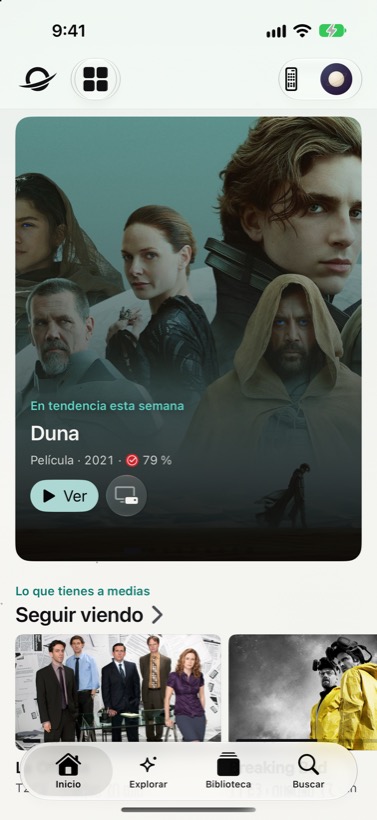 9:41
En tendencia esta semana
Duna
Película · 2021 · 79 %
Ver
Lo que tienes a medias
Seguir viendo
Inicio
Explorar
Biblioteca
Buscar